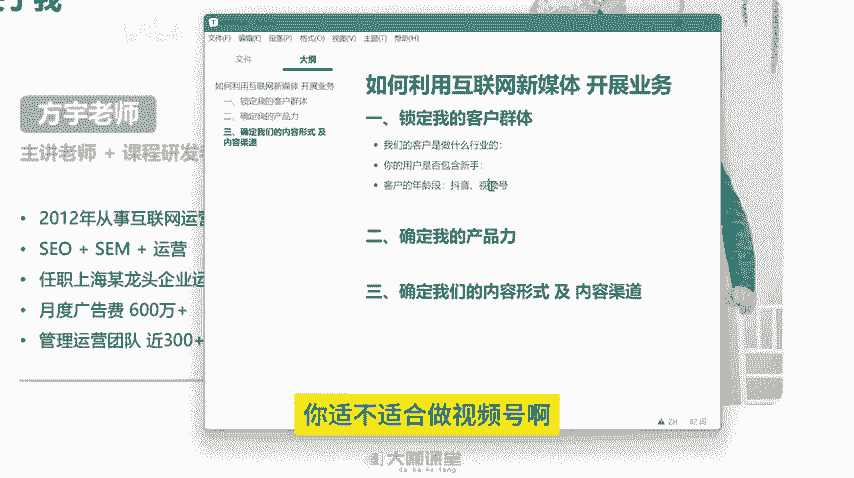 方宇老师
主讲老师 + 课程研发
• 2012年从事互联网运营
• SEO + SEM + 运营
• 任职上海某龙头企业运
• 月度广告费 600万+
• 管理运营团队 近300+
T
文件(F) 编辑(E) 段落(P) 格式(O) 视图(V) 主题(T) 帮助(H)
文件 大纲
如何利用互联网新媒体 开展业务
一、锁定我的客户群体
二、确定我的产品力
三、确定我们的内容形式 及
内容渠道
如何利用互联网新媒体 开展业务
一、锁定我的客户群体
• 我们的客户是做什么行业的：
• 你的用户是否包含新手：
• 客户的年龄段：抖音、视频号
二、确定我的产品力
三、确定我们的内容形式 及 内容渠道
你适不适合做视频号啊
ZH 82 词
大鹏课堂